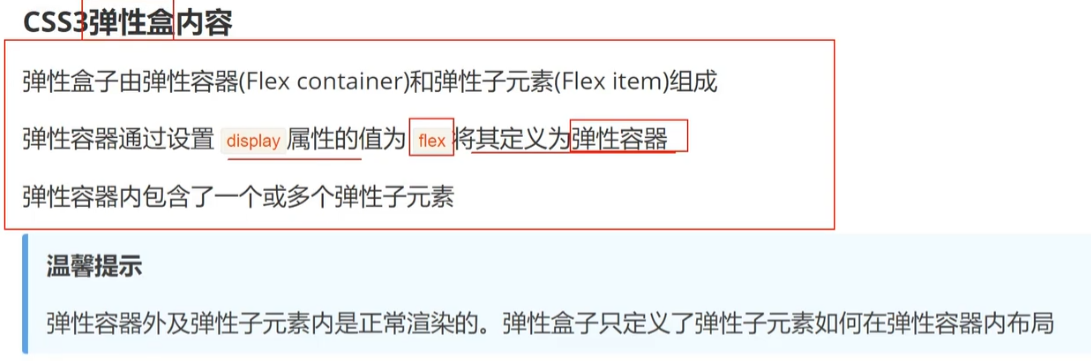 CSS3弹性盒内容
弹性盒子由弹性容器(Flex container)和弹性子元素(Flex item)组成
弹性容器通过设置 display 属性的值为 flex 将其定义为弹性容器
弹性容器内包含了一个或多个弹性子元素
温馨提示
弹性容器外及弹性子元素内是正常渲染的。弹性盒子只定义了弹性子元素如何在弹性容器内布局